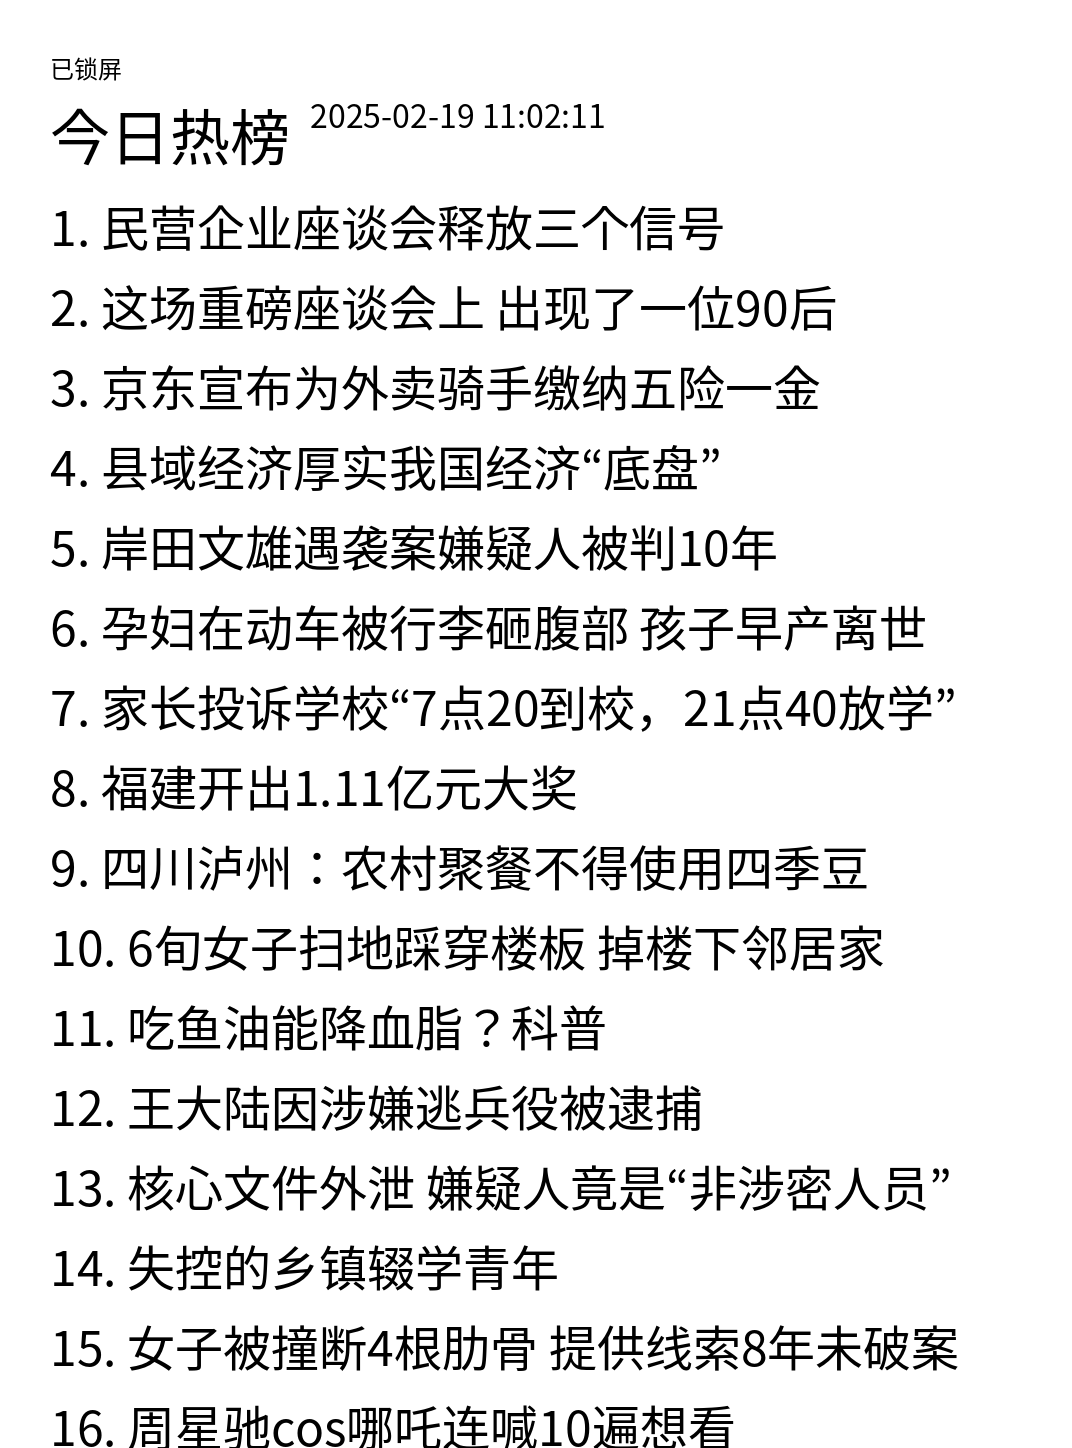 已锁屏
今日热榜 2025-02-19 11:02:11
1. 民营企业座谈会释放三个信号
2. 这场重磅座谈会上 出现了一位90后
3. 京东宣布为外卖骑手缴纳五险一金
4. 县域经济厚实我国经济“底盘”
5. 岸田文雄遇袭案嫌疑人被判10年
6. 孕妇在动车被行李砸腹部 孩子早产离世
7. 家长投诉学校“7点20到校，21点40放学”
8. 福建开出1.11亿元大奖
9. 四川泸州：农村聚餐不得使用四季豆
10. 6旬女子扫地踩穿楼板 掉楼下邻居家
11. 吃鱼油能降血脂？科普
12. 王大陆因涉嫌逃兵役被逮捕
13. 核心文件外泄 嫌疑人竟是“非涉密人员”
14. 失控的乡镇辍学青年
15. 女子被撞断4根肋骨 提供线索8年未破案
16. 周星驰cos哪吒连喊10遍想看